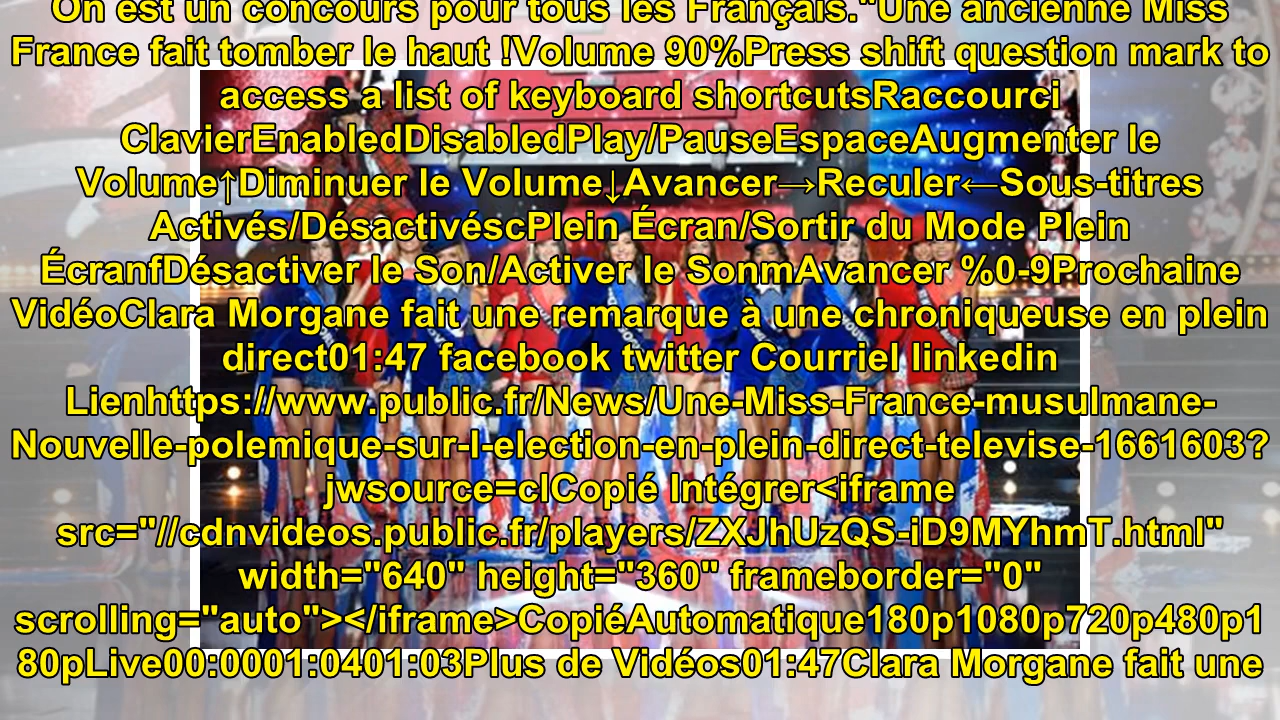 On est un concours pour tous les Français."Une ancienne Miss
France fait tomber le haut !Volume 90%Press shift question mark to
access a list of keyboard shortcutsRaccourci
ClavierEnabledDisabledPlay/PauseEspaceAugmenter le
Volume↑Diminuer le Volume↓Avancer→Reculer←Sous-titres
Activés/DésactivéscPlein Écran/Sortir du Mode Plein
ÉcranfDésactiver le Son/Activer le SonmAvancer %0-9Prochaine
VidéoClara Morgane fait une remarque à une chroniqueuse en plein
direct01:47 facebook twitter Courriel linkedin
Lienhttps://www.public.fr/News/Une-Miss-France-musulmane-
Nouvelle-polemique-sur-l-election-en-plein-direct-televise-1661603?
jwsource=clCopié Intégrer<iframe
src="//cdnvideos.public.fr/players/ZXJhUzQS-iD9MYhmT.html"
width="640" height="360" frameborder="0"
scrolling="auto"></iframe>CopiéAutomatique180p1080p720p480p1
80pLive00:0001:0401:03Plus de Vidéos01:47Clara Morgane fait une